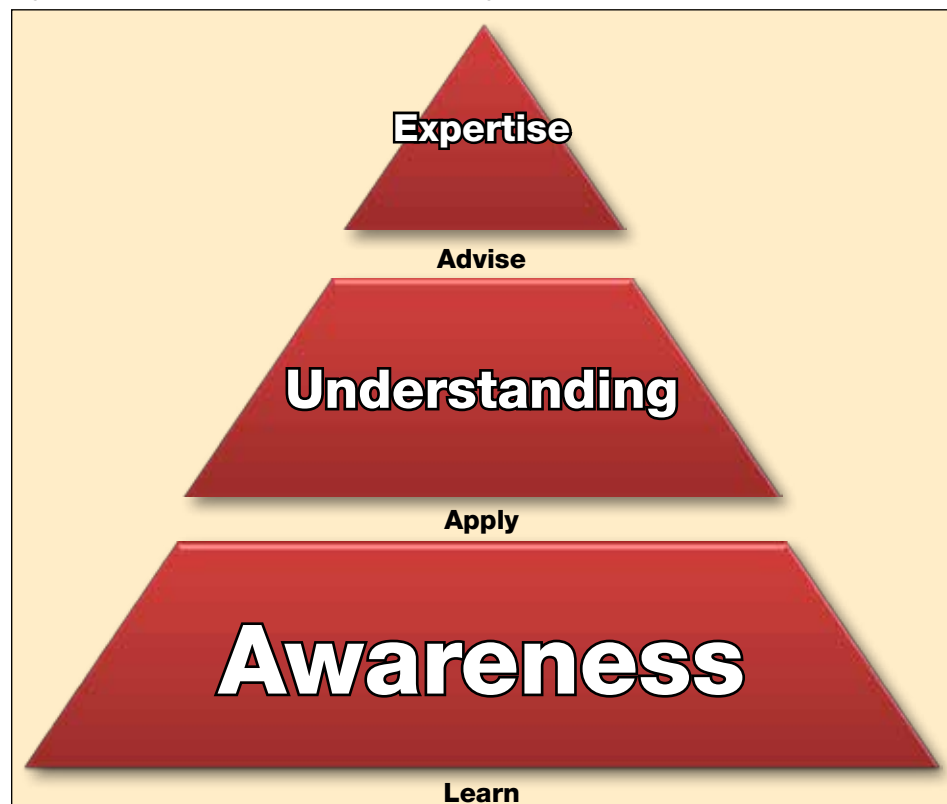 Expertise
Advise
Understanding
Apply
Awareness
Learn